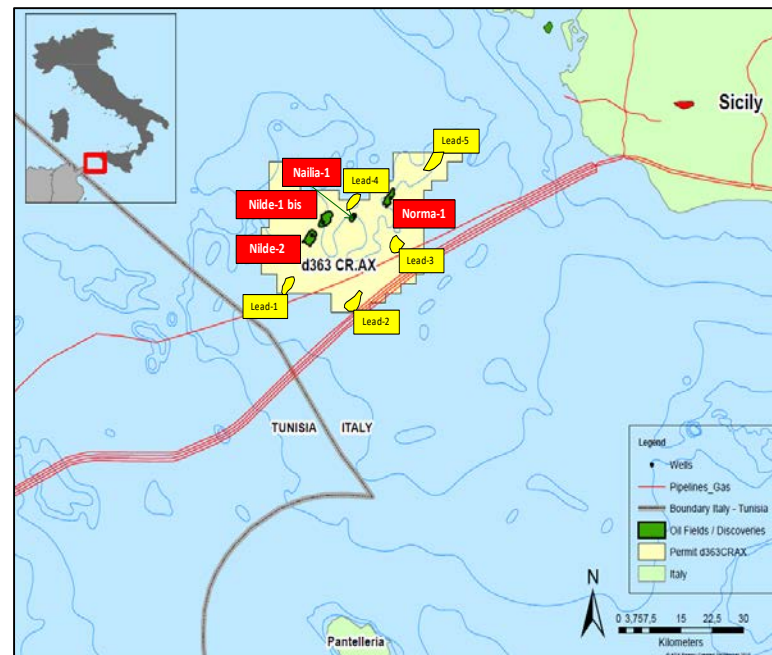 Sicily
Lead-5
Nailia-1
Lead-4
Nilde-1 bis
Norma-1
Nilde-2
d363 CR.AX
Lead-3
Lead-1
Lead-2
TUNISIA ITALY
Legend
Wells
Pipelines_Gas
Boundary Italy - Tunisia
Oil Fields / Discoveries
Permit d363CRAX
Italy
N
0 3,757,5 15 22,5 30
Kilometers
Pantelleria